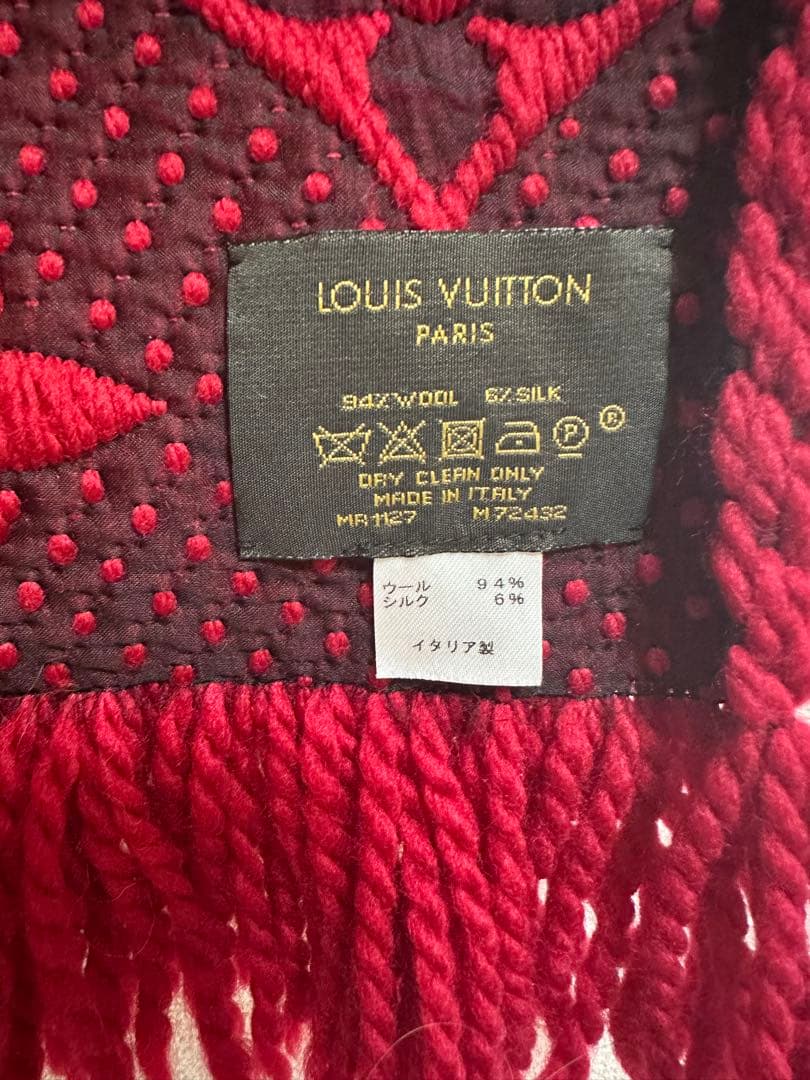 LOUIS VUITTON
PARIS
94% WOOL 6% SILK
P ®
DRY CLEAN ONLY
MADE IN ITALY
MR1127 M72432
ウール 94%
シルク 6%
イタリア製